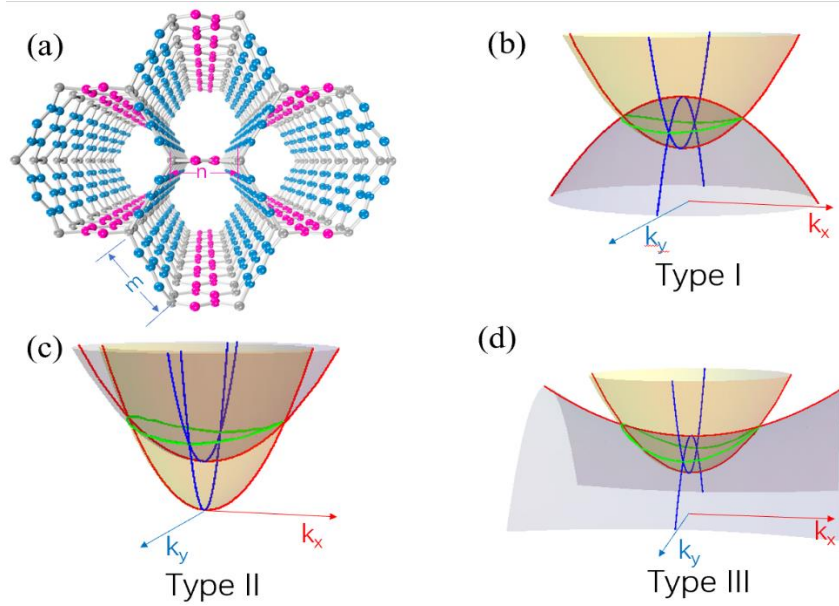 (a)
n
m
(b)
k_y
k_x
Type I
(c)
k_y
k_x
Type II
(d)
k_y
k_x
Type III